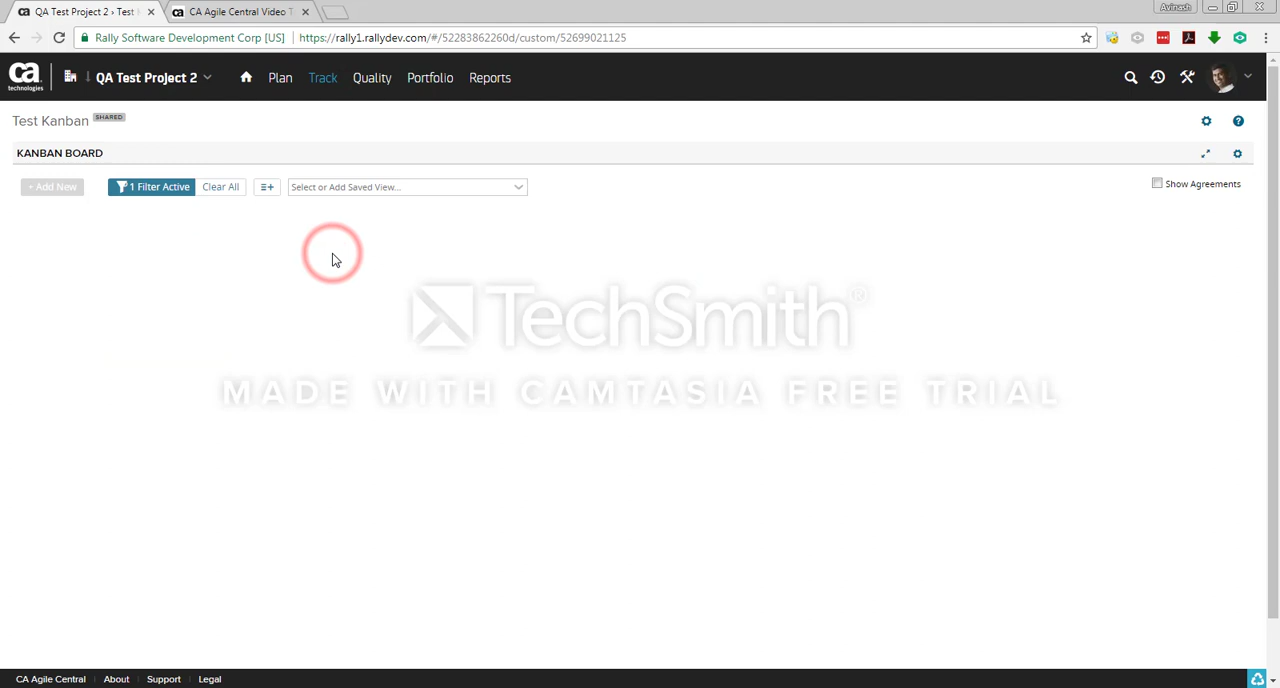 QA Test Project 2 › Test
CA Agile Central Video T
Avinash
Rally Software Development Corp [US]
https://rally1.rallydev.com/#/52283862260d/custom/52699021125
ca
technologies
QA Test Project 2
Plan
Track
Quality
Portfolio
Reports
Test Kanban SHARED
KANBAN BOARD
+ Add New
1 Filter Active
Clear All
Select or Add Saved View...
Show Agreements
TechSmith®
MADE WITH CAMTASIA FREE TRIAL
CA Agile Central
About
Support
Legal